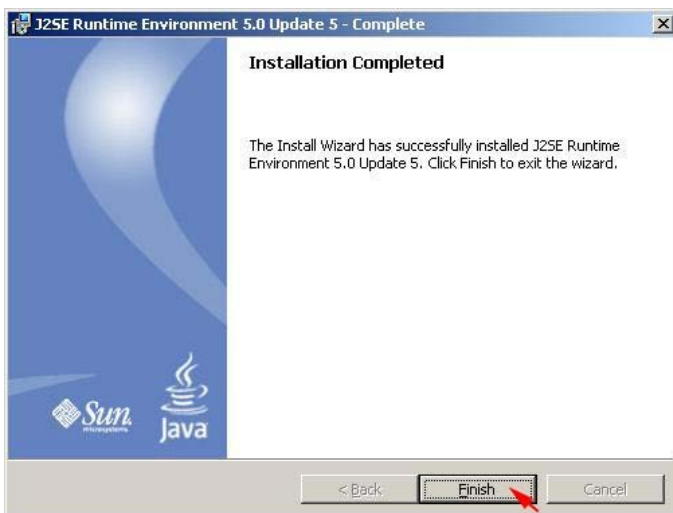 J2SE Runtime Environment 5.0 Update 5 - Complete
Installation Completed
The Install Wizard has successfully installed J2SE Runtime
Environment 5.0 Update 5. Click Finish to exit the wizard.
Sun
microsystems
Java
< Back
Finish
Cancel